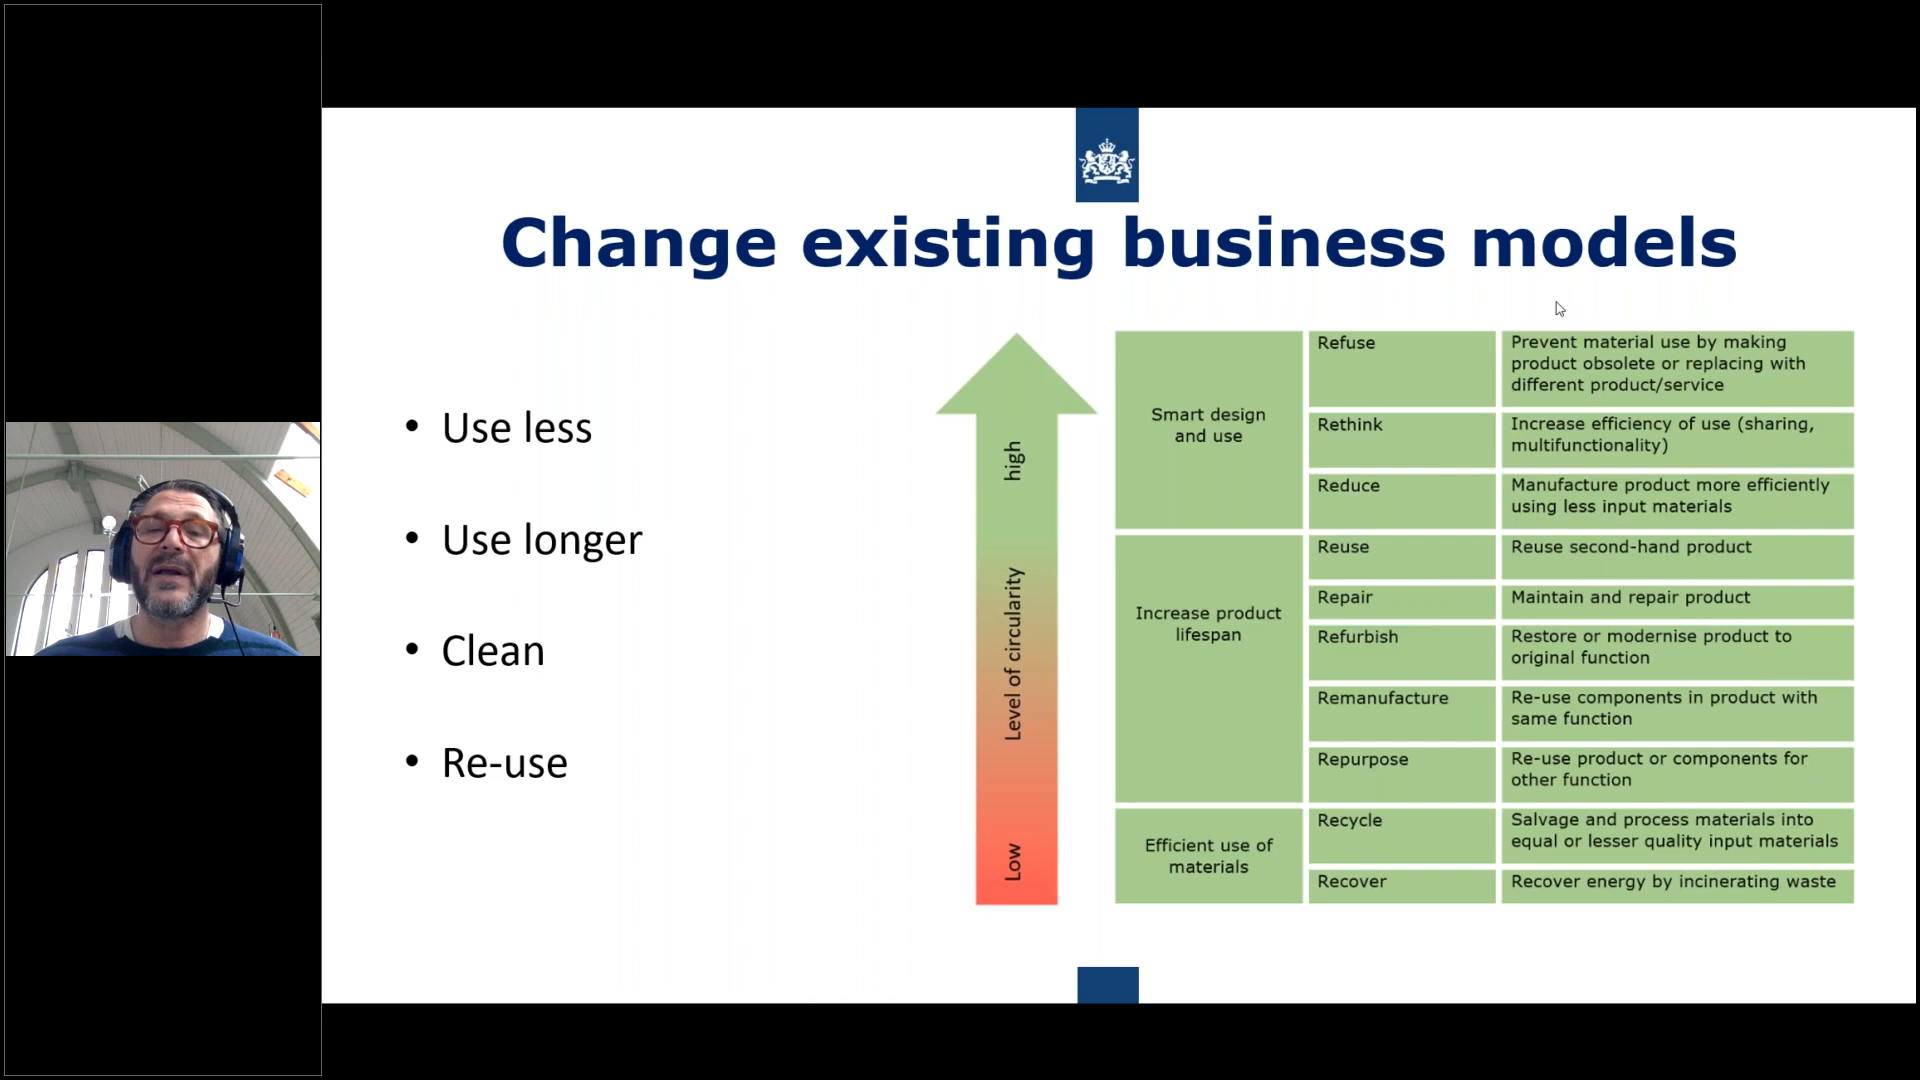 Change existing business models
• Use less
• Use longer
• Clean
• Re-use
high
Level of circularity
Low
Smart design
and use
Refuse
Prevent material use by making
product obsolete or replacing with
different product/service
Rethink
Increase efficiency of use (sharing,
multifunctionality)
Reduce
Manufacture product more efficiently
using less input materials
Increase product
lifespan
Reuse
Reuse second-hand product
Repair
Maintain and repair product
Refurbish
Restore or modernise product to
original function
Remanufacture
Re-use components in product with
same function
Repurpose
Re-use product or components for
other function
Efficient use of
materials
Recycle
Salvage and process materials into
equal or lesser quality input materials
Recover
Recover energy by incinerating waste